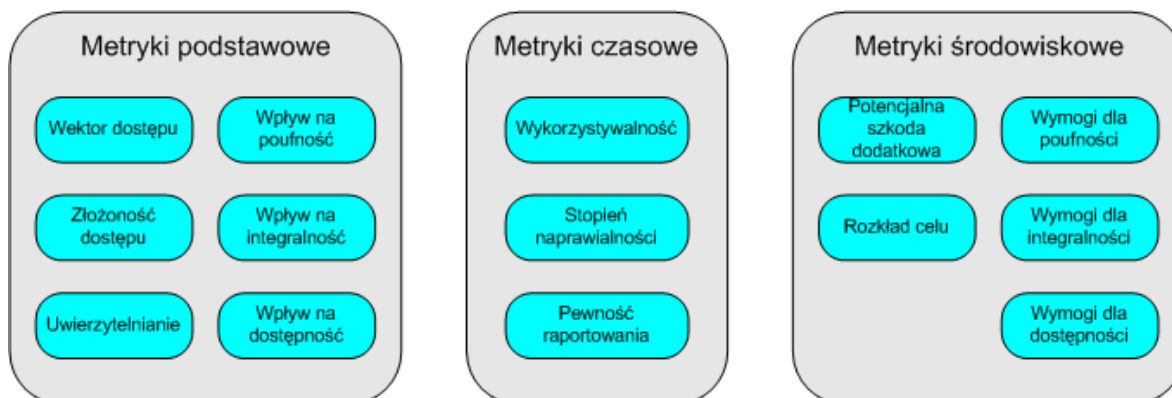 Metryki podstawowe
Wektor dostępu
Wpływ na
poufność
Złożoność
dostępu
Wpływ na
integralność
Uwierzytelnianie
Wpływ na
dostępność
Metryki czasowe
Wykorzystywalność
Stopień
naprawialności
Pewność
raportowania
Metryki środowiskowe
Potencjalna
szkoda
dodatkowa
Wymogi dla
poufności
Rozkład celu
Wymogi dla
integralności
Wymogi dla
dostępności